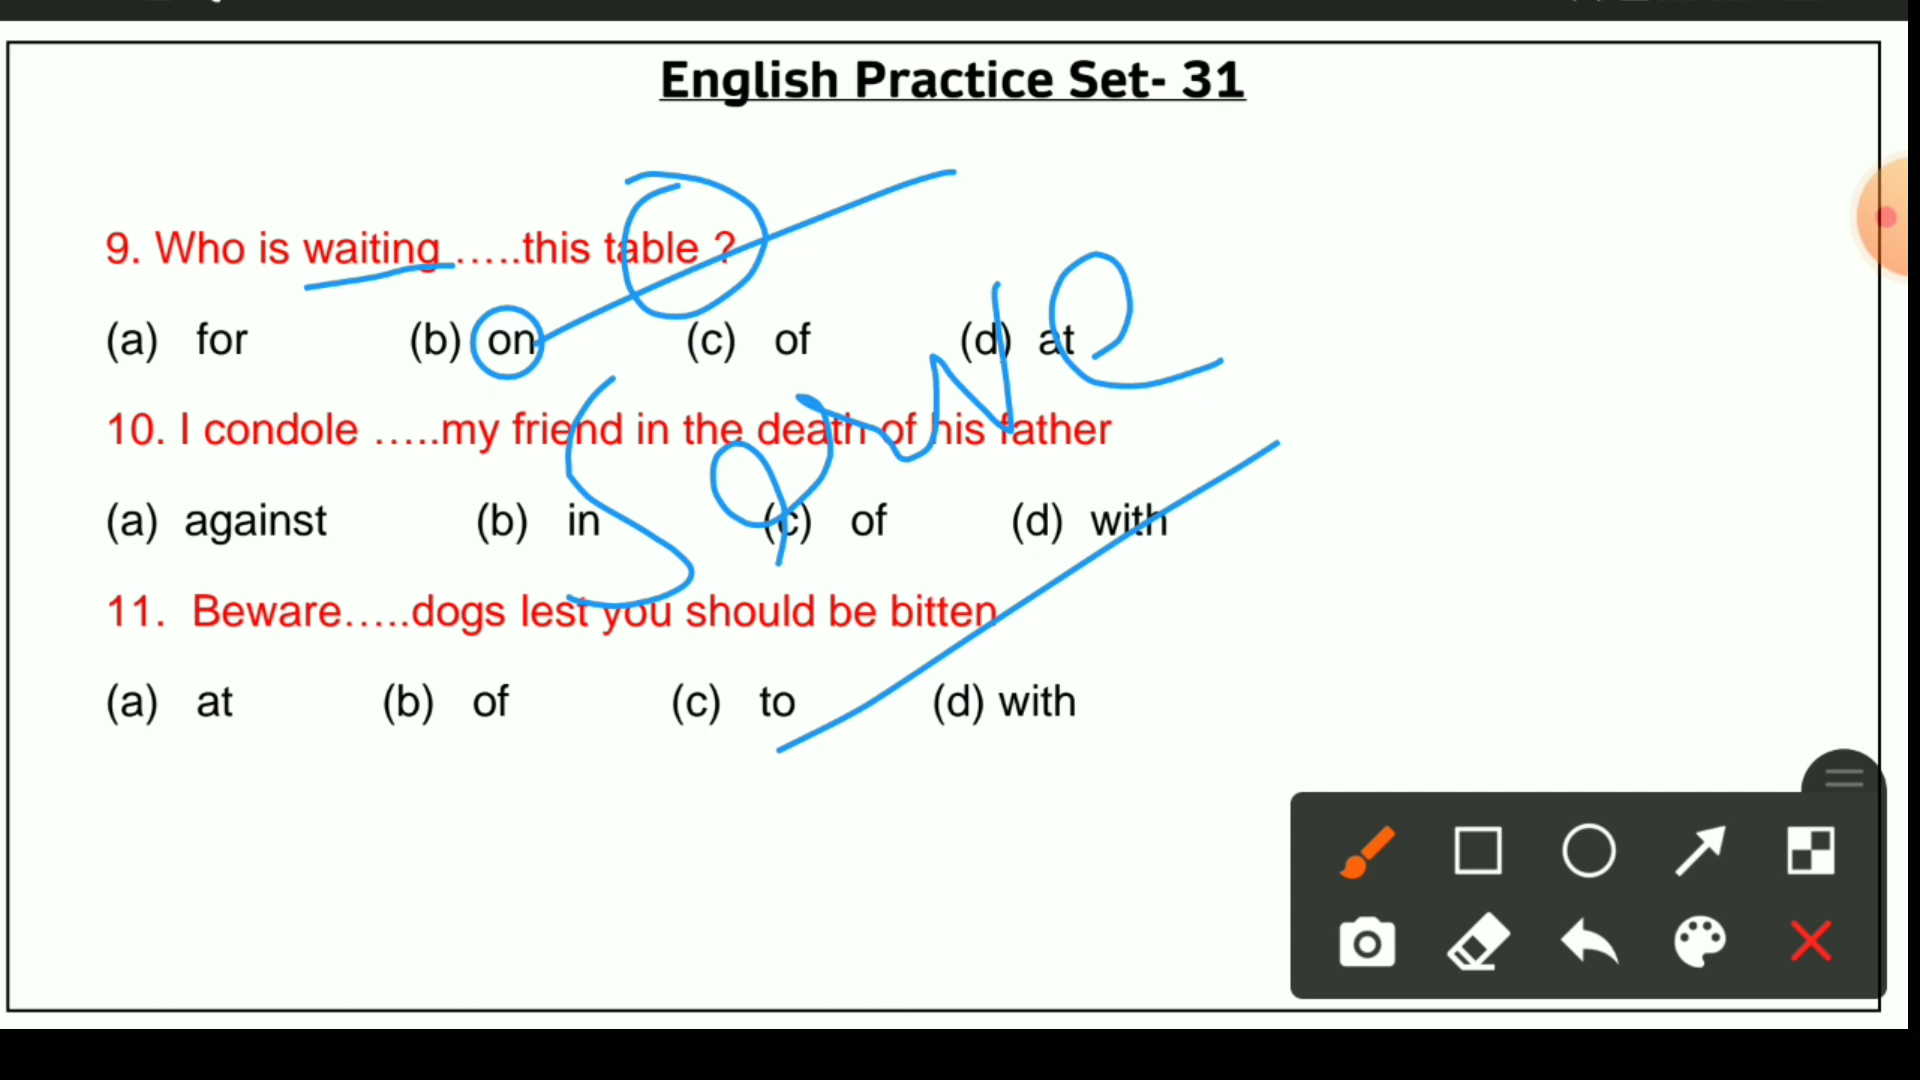 English Practice Set- 31
9. Who is waiting …..this table ?
(a) for (b) on (c) of (d) at
10. I condole …..my friend in the death of his father
(a) against (b) in (c) of (d) with
11. Beware…..dogs lest you should be bitten
(a) at (b) of (c) to (d) with
Serve